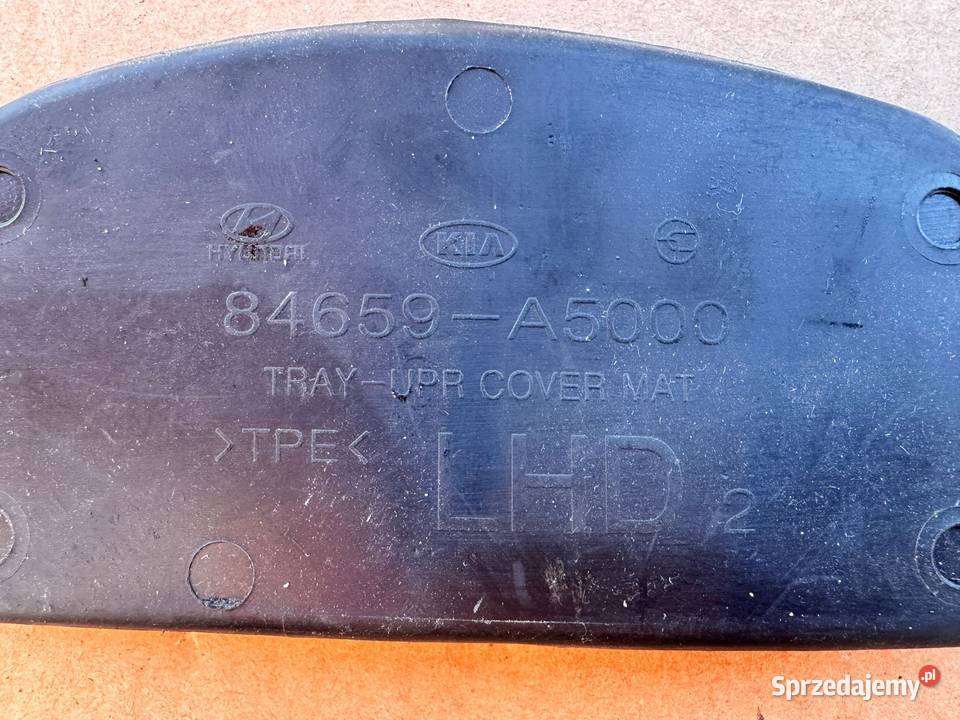 HYUNDAI KIA
84659-A5000
TRAY-UPR COVER MAT
>TPE< LHD 2
Sprzedajemy.pl